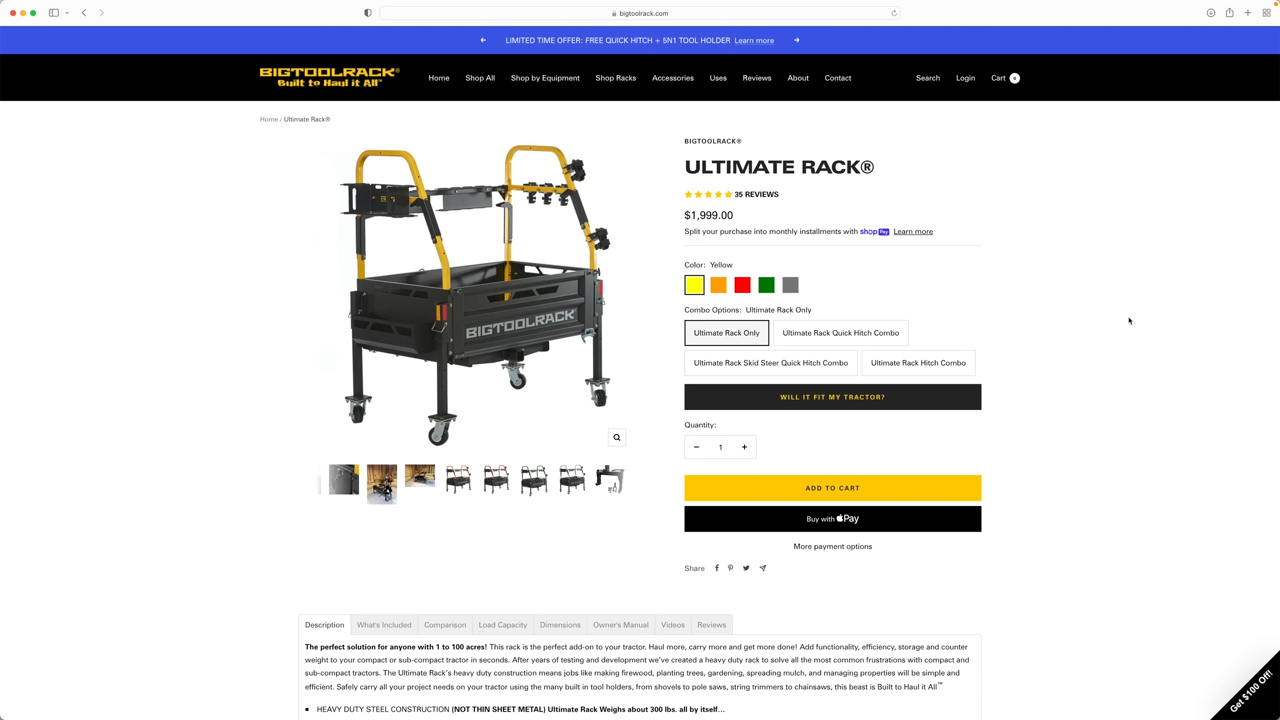 bigtoolrack.com
LIMITED TIME OFFER: FREE QUICK HITCH + 5N1 TOOL HOLDER Learn more
BIGTOOLRACK®
Built to Haul it All™
Home Shop All Shop by Equipment Shop Racks Accessories Uses Reviews About Contact Search Login Cart 0
Home / Ultimate Rack®
BIGTOOLRACK®
ULTIMATE RACK®
35 REVIEWS
$1,999.00
Split your purchase into monthly installments with shop Pay Learn more
Color: Yellow
Combo Options: Ultimate Rack Only
Ultimate Rack Only Ultimate Rack Quick Hitch Combo
Ultimate Rack Skid Steer Quick Hitch Combo Ultimate Rack Hitch Combo
WILL IT FIT MY TRACTOR?
Quantity:
− 1 +
ADD TO CART
Buy with Pay
More payment options
Share
BIGTOOLRACK
Description What's Included Comparison Load Capacity Dimensions Owner's Manual Videos Reviews
The perfect solution for anyone with 1 to 100 acres! This rack is the perfect add-on to your tractor. Haul more, carry more and get more done! Add functionality, efficiency, storage and counter
weight to your compact or sub-compact tractor in seconds. After years of testing and development we've created a heavy duty rack to solve all the most common frustrations with compact and
sub-compact tractors. The Ultimate Rack's heavy duty construction means jobs like making firewood, planting trees, gardening, spreading mulch, and managing properties will be simple and
efficient. Safely carry all your project needs on your tractor using the many built in tool holders, from shovels to pole saws, string trimmers to chainsaws, this beast is Built to Haul it All™
HEAVY DUTY STEEL CONSTRUCTION (NOT THIN SHEET METAL) Ultimate Rack Weighs about 300 lbs. all by itself...
Get $100 Off!